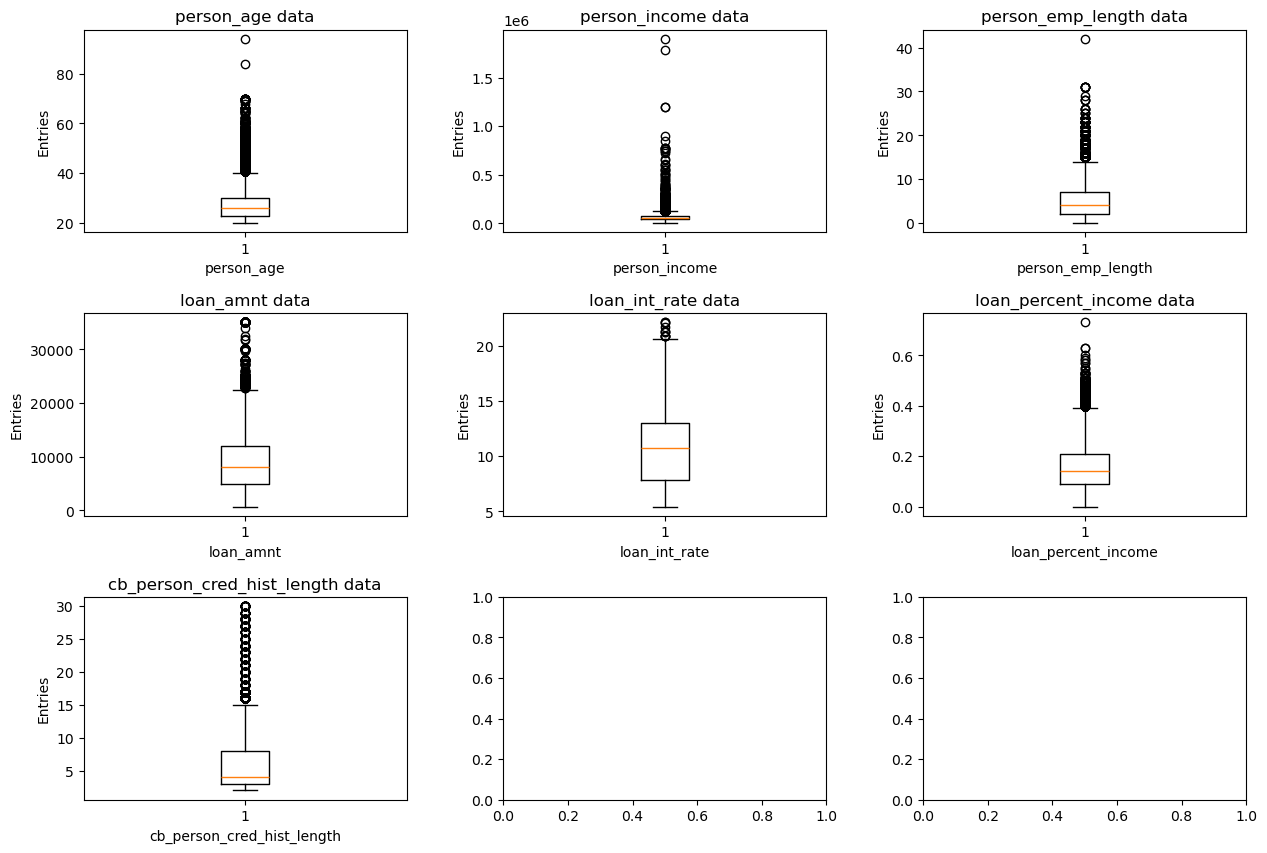 person_age data
Entries
80
60
40
20
1
person_age
person_income data
1e6
Entries
1.5
1.0
0.5
0.0
1
person_income
person_emp_length data
Entries
40
30
20
10
0
1
person_emp_length
loan_amnt data
Entries
30000
20000
10000
0
1
loan_amnt
loan_int_rate data
Entries
20
15
10
5
1
loan_int_rate
loan_percent_income data
Entries
0.6
0.4
0.2
0.0
1
loan_percent_income
cb_person_cred_hist_length data
Entries
30
25
20
15
10
5
1
cb_person_cred_hist_length
1.0
0.8
0.6
0.4
0.2
0.0
0.0 0.2 0.4 0.6 0.8 1.0
1.0
0.8
0.6
0.4
0.2
0.0
0.0 0.2 0.4 0.6 0.8 1.0